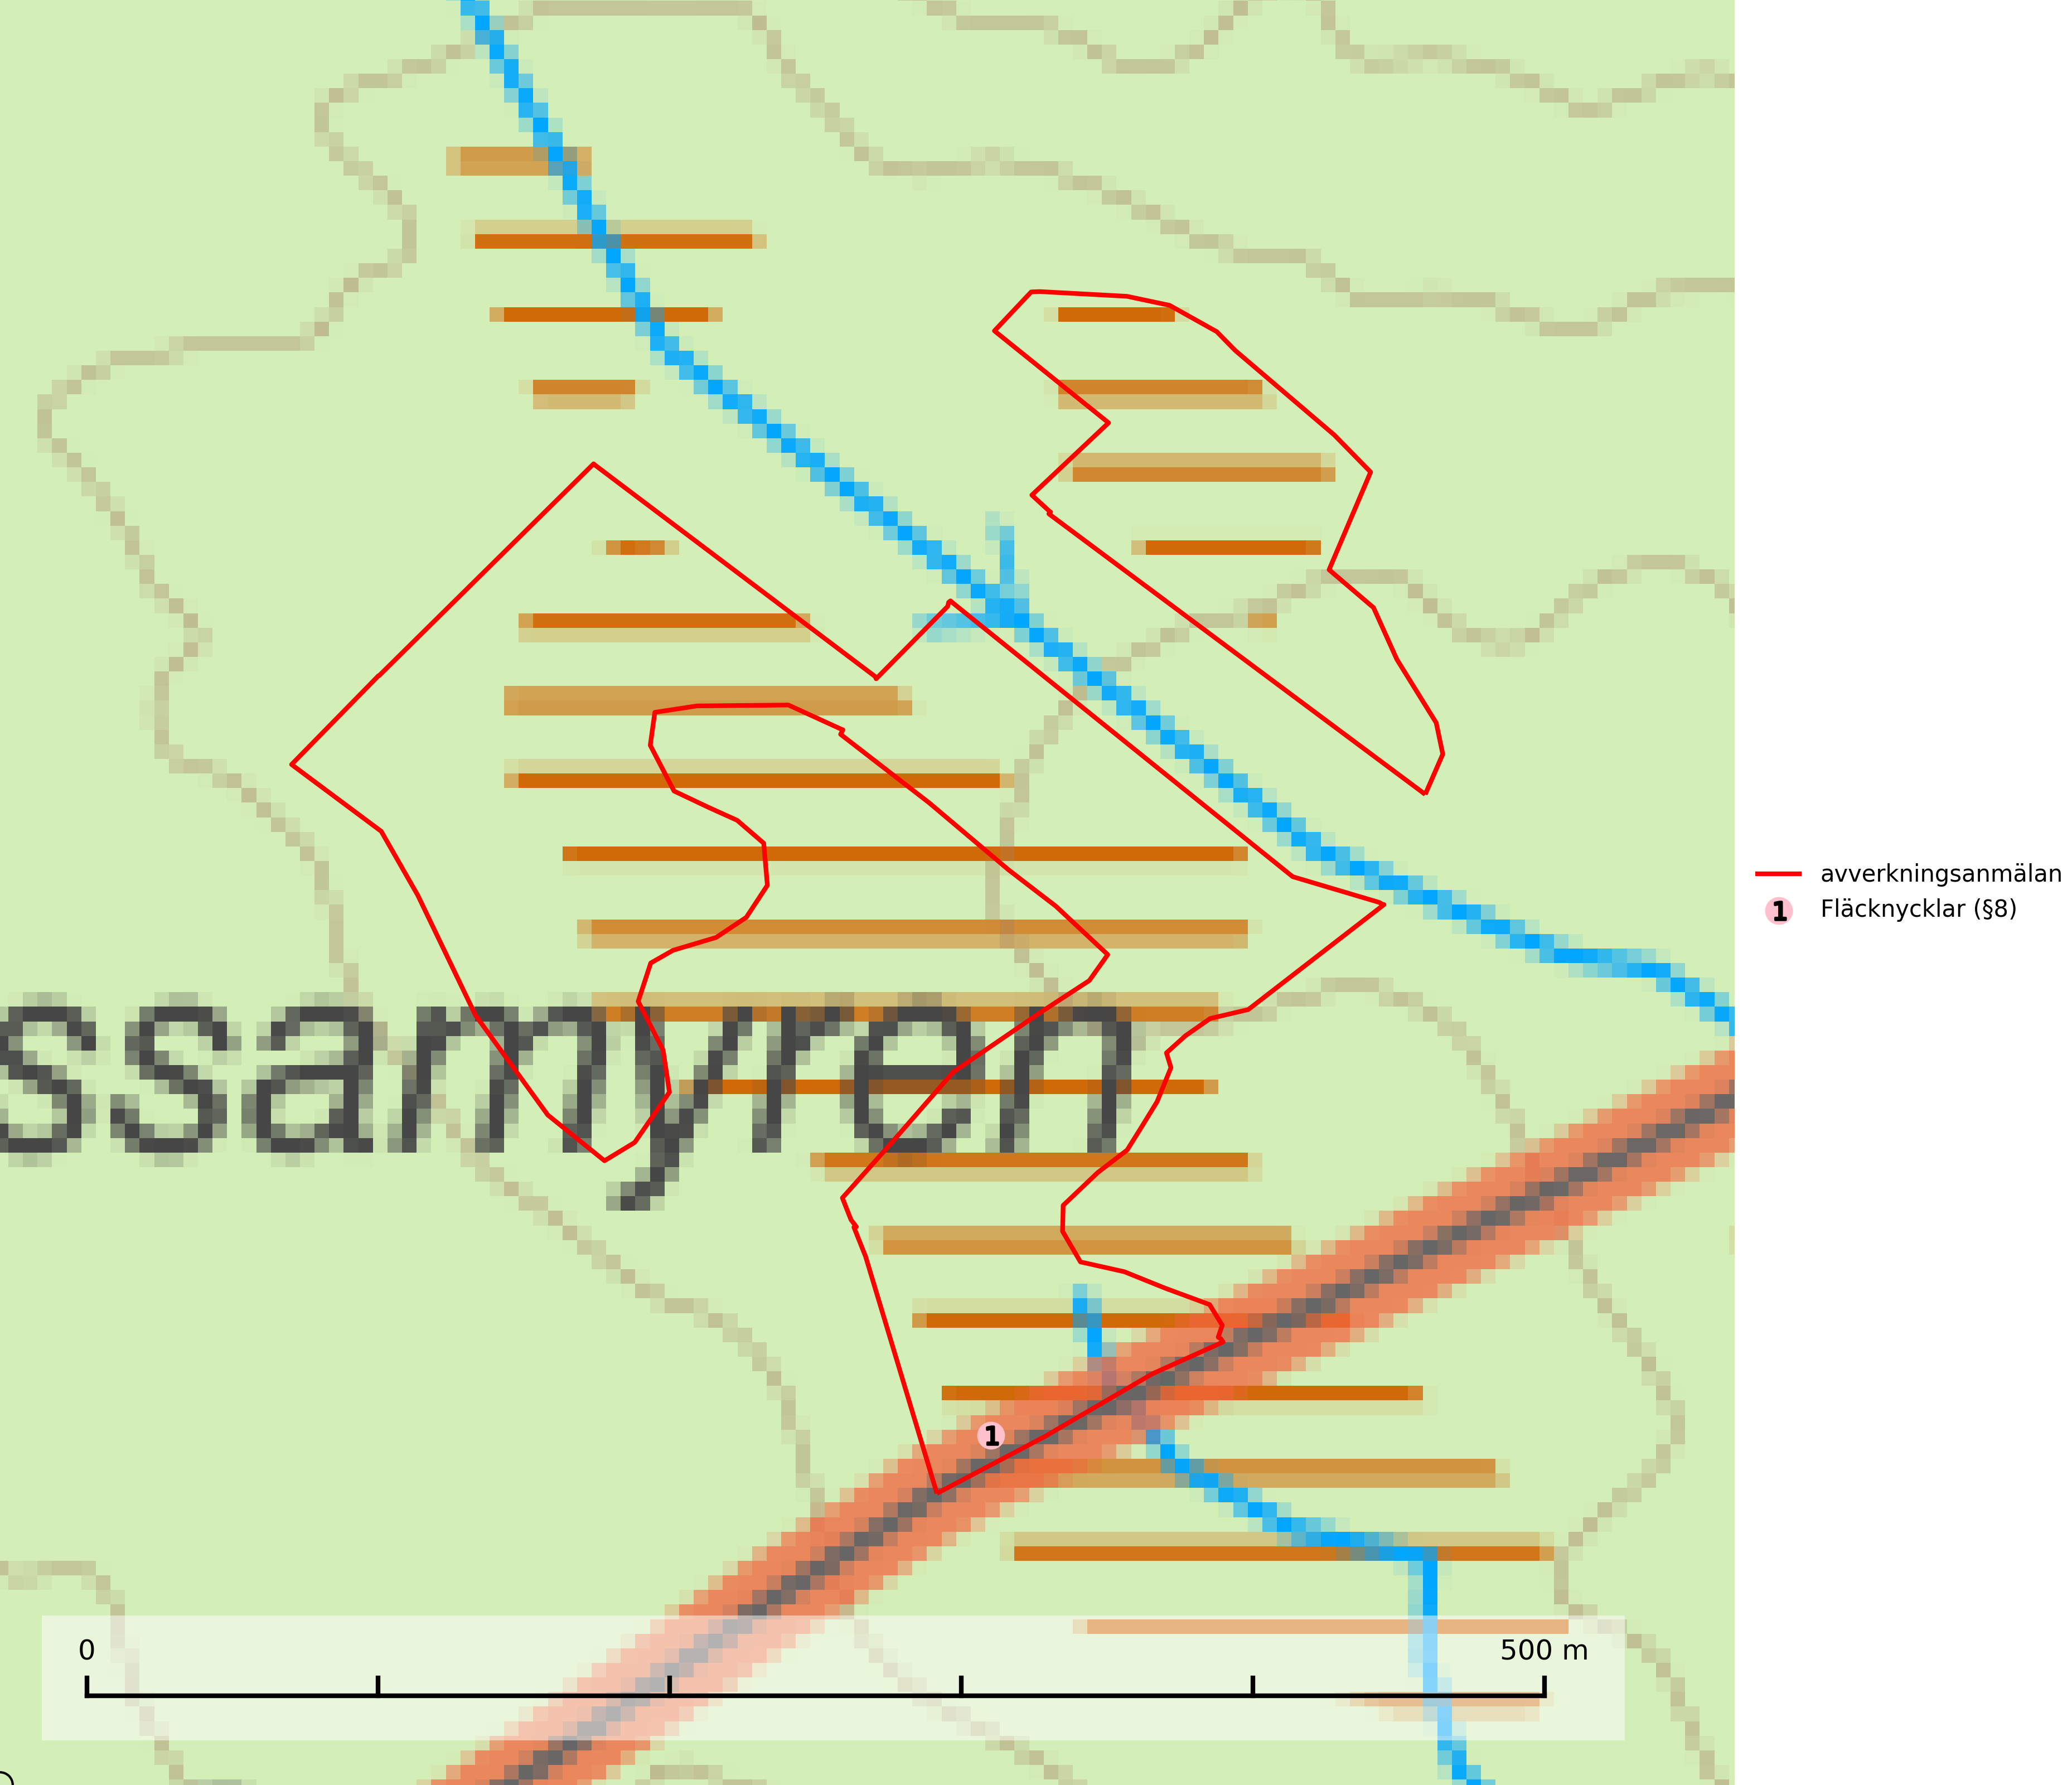 ssamyren
avverkningsanmälan
1 Fläcknycklar (§8)
1
0 500 m